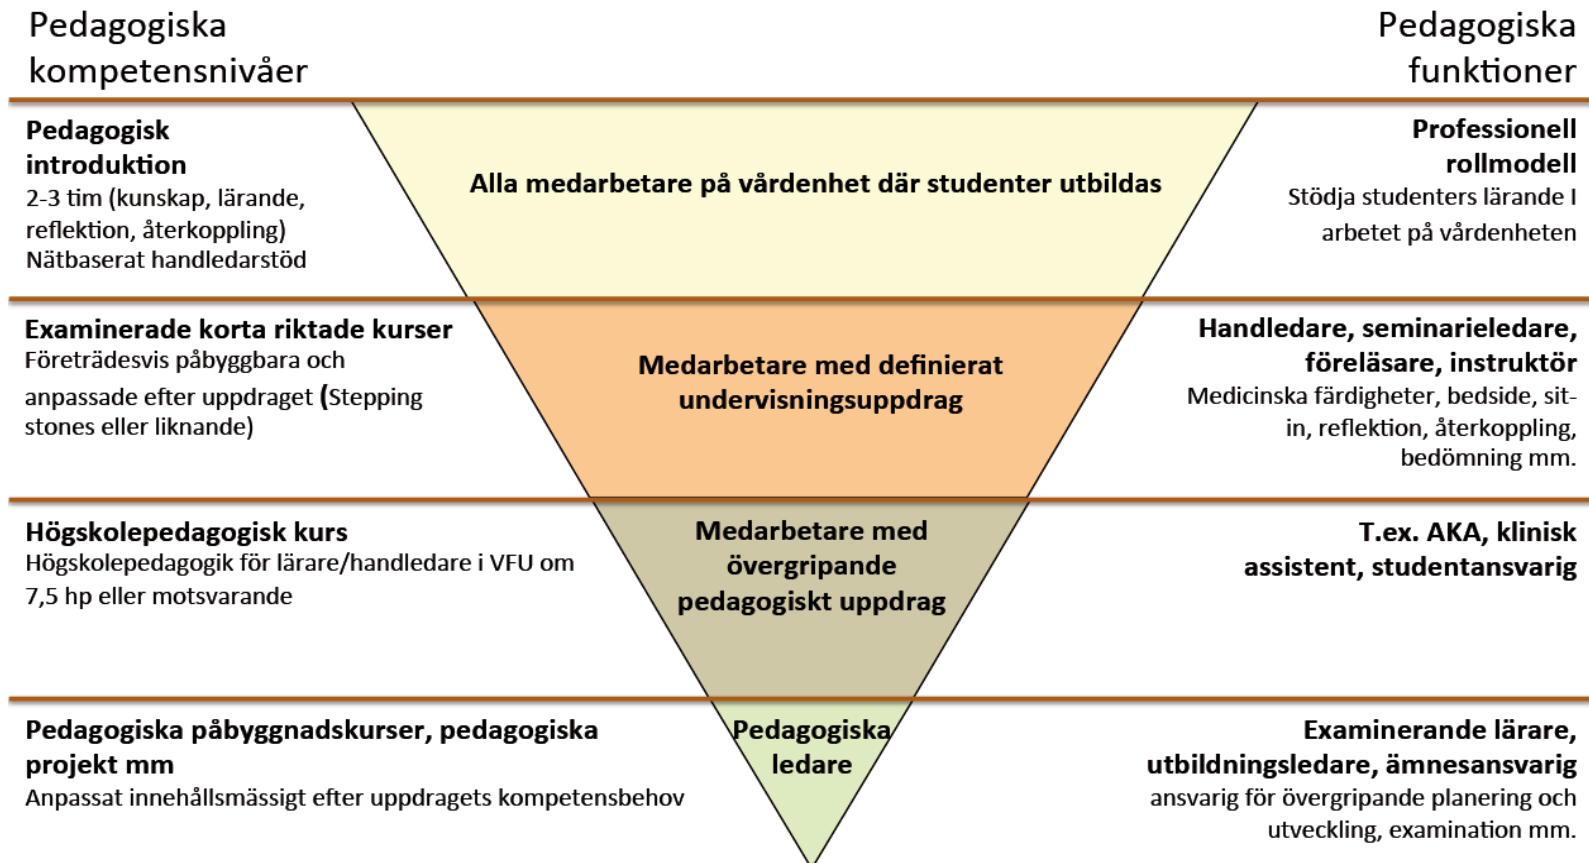 Pedagogiska
kompetensnivåer
Pedagogiska
funktioner
Pedagogisk
introduktion
2-3 tim (kunskap, lärande,
reflektion, återkoppling)
Nätbaserat handledarstöd
Alla medarbetare på vårdenhet där studenter utbildas
Professionell
rollmodell
Stödja studenters lärande I
arbetet på vårdenheten
Examinerade korta riktade kurser
Företrädesvis påbyggbara och
anpassade efter uppdraget (Stepping
stones eller liknande)
Medarbetare med definierat
undervisningsuppdrag
Handledare, seminarieledare,
föreläsare, instruktör
Medicinska färdigheter, bedside, sit-
in, reflektion, återkoppling,
bedömning mm.
Högskolepedagogisk kurs
Högskolepedagogik för lärare/handledare i VFU om
7,5 hp eller motsvarande
Medarbetare med
övergripande
pedagogiskt uppdrag
T.ex. AKA, klinisk
assistent, studentansvarig
Pedagogiska påbyggnadskurser, pedagogiska
projekt mm
Anpassat innehållsmässigt efter uppdragets kompetensbehov
Pedagogiska
ledare
Examinerande lärare,
utbildningsledare, ämnesansvarig
ansvarig för övergripande planering och
utveckling, examination mm.